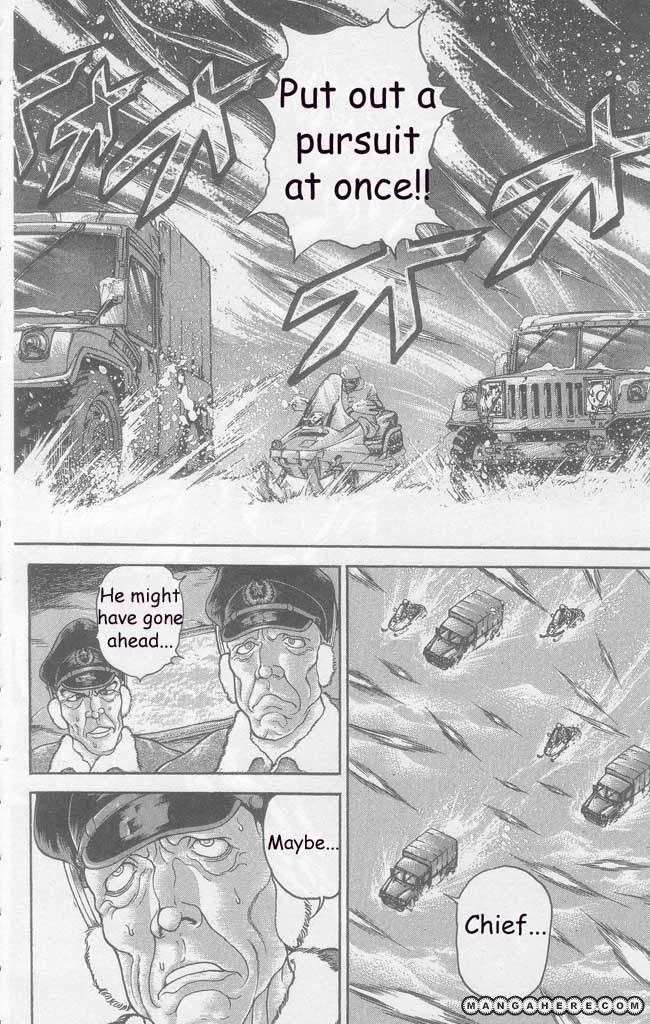 Put out a
pursuit
at once!!
Chief...
He might
have gone
ahead...
Maybe...
MANGAHERE.COM